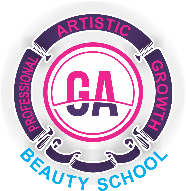 PROFESSIONAL
ARTISTIC
GROWTH
GA
BEAUTY SCHOOL